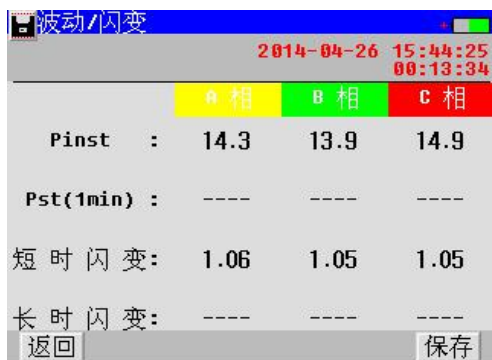 波动/闪变
2014-04-26 15:44:25
00:13:34
A 相 B 相 C 相
Pinst : 14.3 13.9 14.9
Pst(1min) : ---- ---- ----
短 时 闪 变: 1.06 1.05 1.05
长 时 闪 变: ---- ---- ----
返回 保存